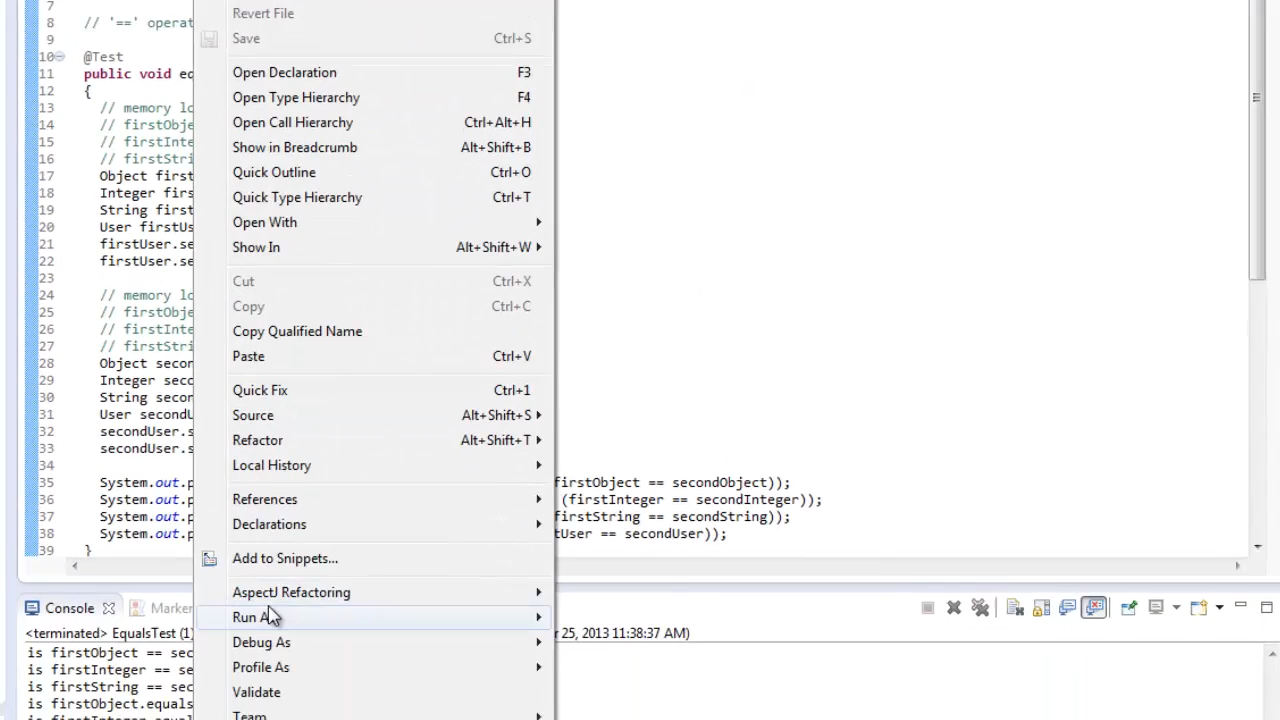 7
Revert File
8 // '==' operat
Save Ctrl+S
9
10 @Test
11 public void eq
Open Declaration F3
12 {
Open Type Hierarchy F4
13 // memory lo
14 // firstObje
Open Call Hierarchy Ctrl+Alt+H
15 // firstInte
Show in Breadcrumb Alt+Shift+B
16 // firstStri
17 Object first
Quick Outline Ctrl+O
18 Integer firs
Quick Type Hierarchy Ctrl+T
19 String first
20 User firstUs
Open With
21 firstUser.se
Show In Alt+Shift+W
22 firstUser.se
23
Cut Ctrl+X
24 // memory lo
25 // firstObje
Copy Ctrl+C
26 // firstInte
Copy Qualified Name
27 // firstStri
Paste Ctrl+V
28 Object secon
29 Integer seco
Quick Fix Ctrl+1
30 String secon
31 User secondU
Source Alt+Shift+S
32 secondUser.s
Refactor Alt+Shift+T
33 secondUser.s
34
Local History
35 System.out.p firstObject == secondObject));
36 System.out.p (firstInteger == secondInteger));
References
37 System.out.p firstString == secondString));
Declarations
38 System.out.p tUser == secondUser));
39 }
Add to Snippets...
AspectJ Refactoring
Console Marker
Run A
<terminated> EqualsTest (1) r 25, 2013 11:38:37 AM)
Debug As
is firstObject == sec
is firstInteger == se
Profile As
is firstString == sec
Validate
is firstObject.equals
Team
is firstInteger.equal